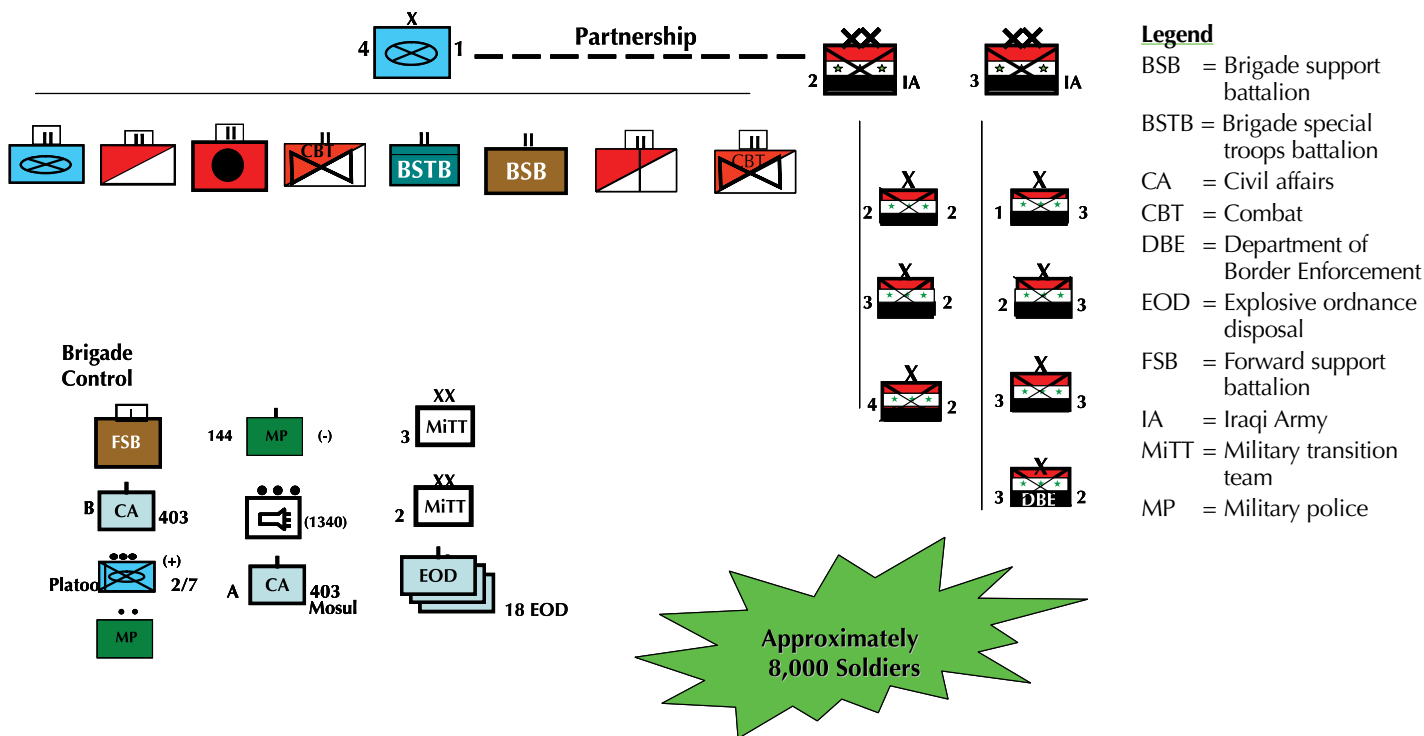 X
4 1
Partnership
XX XX
2 IA 3 IA
II II II II II II II II
CBT BSTB BSB CBT
X X
2 2 1 3
X X
3 2 2 3
X X
4 2 3 3
X
3 DBE 2
Brigade
Control
FSB
144 MP (-)
XX
3 MiTT
B CA 403
(1340)
XX
2 MiTT
(+)
Platoo 2/7
A CA 403
Mosul
EOD
18 EOD
MP
Approximately
8,000 Soldiers
Legend
BSB = Brigade support
battalion
BSTB = Brigade special
troops battalion
CA = Civil affairs
CBT = Combat
DBE = Department of
Border Enforcement
EOD = Explosive ordnance
disposal
FSB = Forward support
battalion
IA = Iraqi Army
MiTT = Military transition
team
MP = Military police